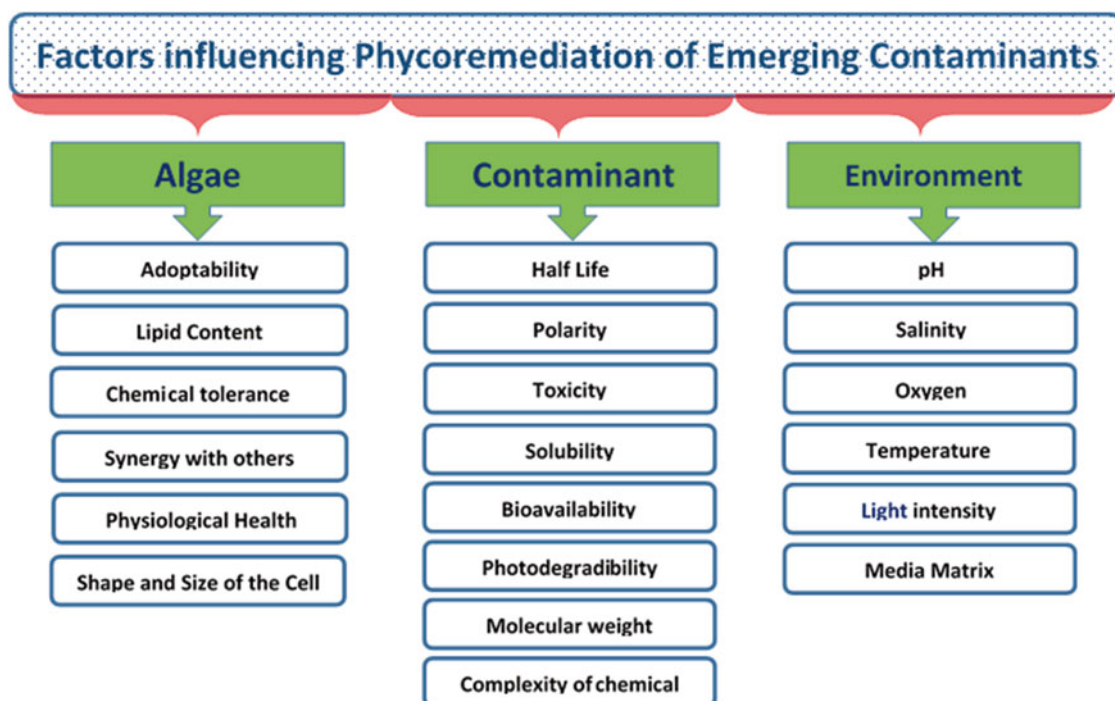 Factors influencing Phycoremediation of Emerging Contaminants
Algae
Adoptability
Lipid Content
Chemical tolerance
Synergy with others
Physiological Health
Shape and Size of the Cell
Contaminant
Half Life
Polarity
Toxicity
Solubility
Bioavailability
Photodegradibility
Molecular weight
Complexity of chemical
Environment
pH
Salinity
Oxygen
Temperature
Light intensity
Media Matrix